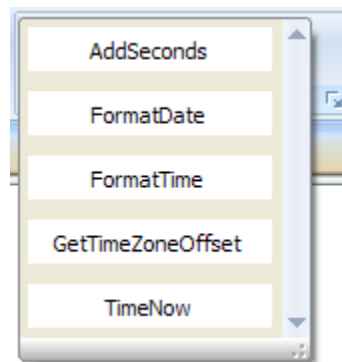 AddSeconds
FormatDate
FormatTime
GetTimeZoneOffset
TimeNow